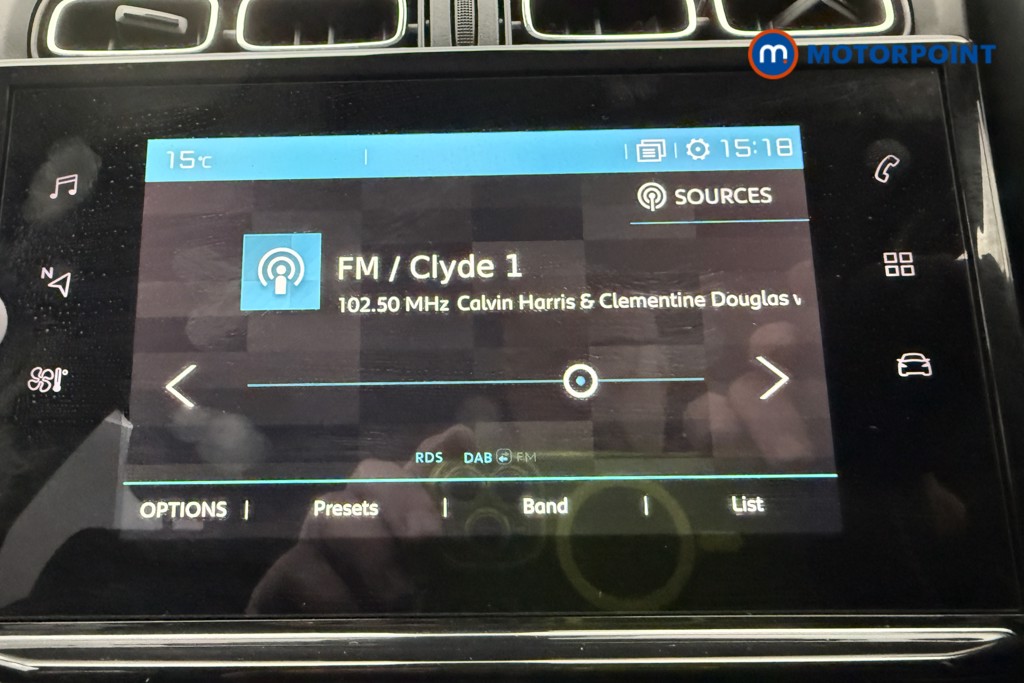 m MOTORPOINT
15°C
15:18
SOURCES
FM / Clyde 1
102.50 MHz Calvin Harris & Clementine Douglas
N
RDS DAB FM
OPTIONS | Presets | Band | List